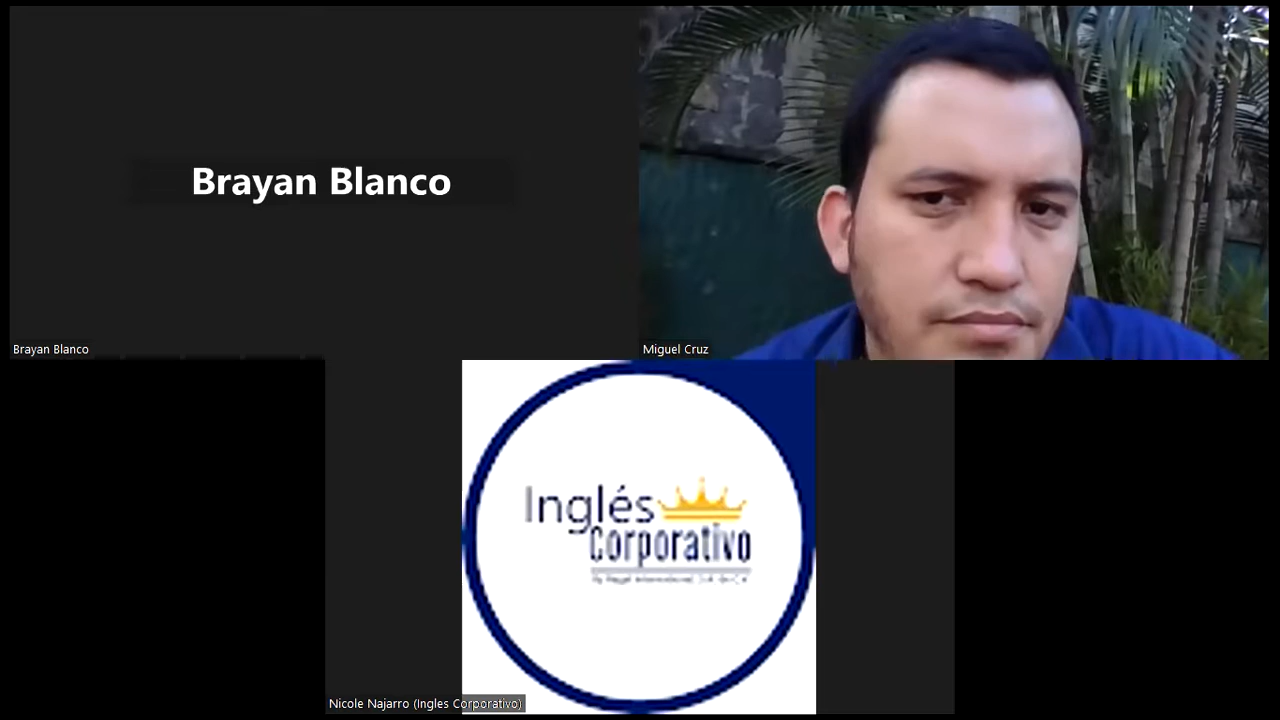 Brayan Blanco
Brayan Blanco
Miguel Cruz
Inglés
Corporativo
Nicole Najarro (Ingles Corporativo)